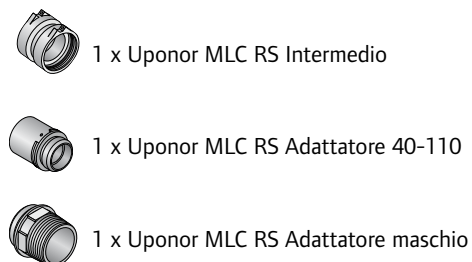 1 x Uponor MLC RS Intermedio
1 x Uponor MLC RS Adattatore 40-110
1 x Uponor MLC RS Adattatore maschio